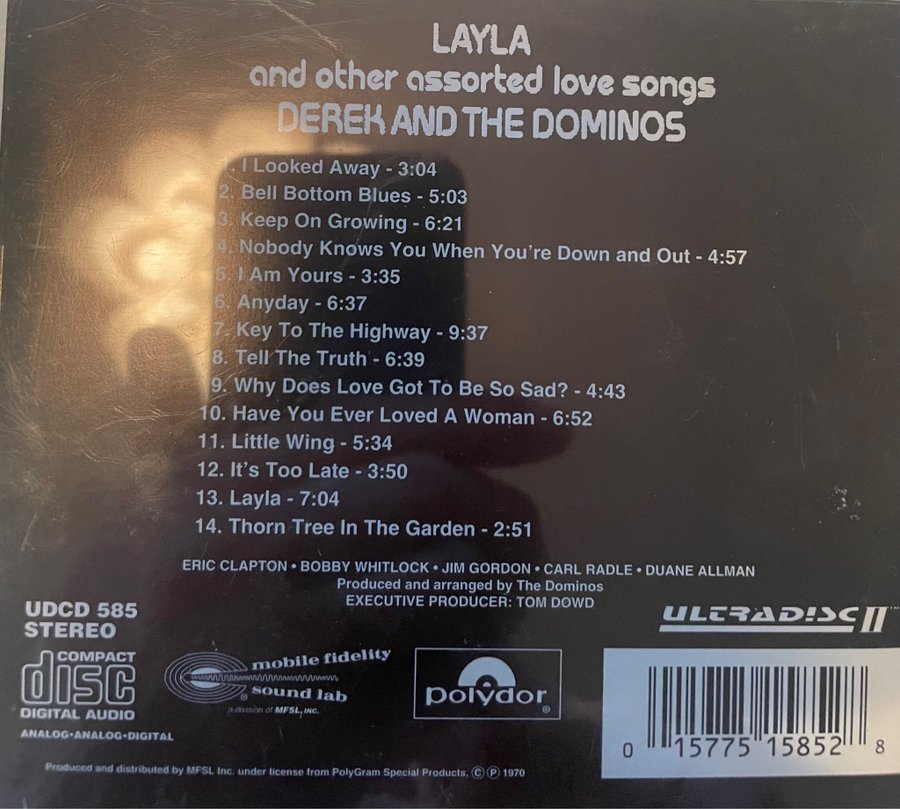 LAYLA
and other assorted love songs
DEREK AND THE DOMINOS
1. I Looked Away - 3:04
2. Bell Bottom Blues - 5:03
3. Keep On Growing - 6:21
4. Nobody Knows You When You're Down and Out - 4:57
5. I Am Yours - 3:35
6. Anyday - 6:37
7. Key To The Highway - 9:37
8. Tell The Truth - 6:39
9. Why Does Love Got To Be So Sad? - 4:43
10. Have You Ever Loved A Woman - 6:52
11. Little Wing - 5:34
12. It's Too Late - 3:50
13. Layla - 7:04
14. Thorn Tree In The Garden - 2:51
ERIC CLAPTON • BOBBY WHITLOCK • JIM GORDON • CARL RADLE • DUANE ALLMAN
Produced and arranged by The Dominos
EXECUTIVE PRODUCER: TOM DOWD
UDCD 585
STEREO
ULTRADISC II™
COMPACT
disc
DIGITAL AUDIO
ANALOG•ANALOG•DIGITAL
mobile fidelity
sound lab
®
a division of MFSL, INC.
polydor
®
0 15775 15852 8
Produced and distributed by MFSL Inc. under license from PolyGram Special Products, Ⓒ Ⓟ 1970